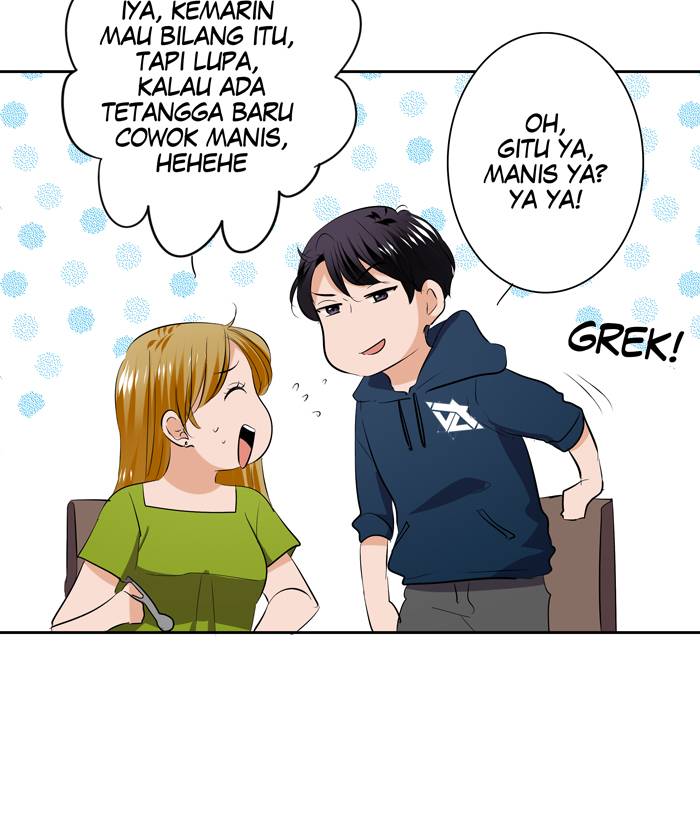 IYA, KEMARIN
MAU BILANG ITU,
TAPI LUPA,
KALAU ADA
TETANGGA BARU
COWOK MANIS,
HEHEHE
OH,
GITU YA,
MANIS YA?
YA YA!
GREK!